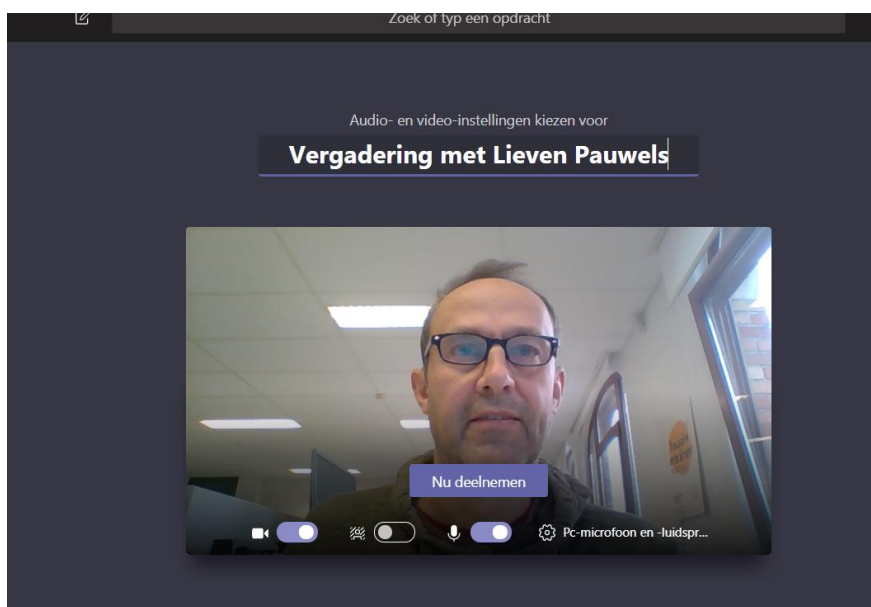 Zoek of typ een opdracht
Audio- en video-instellingen kiezen voor
Vergadering met Lieven Pauwels
Nu deelnemen
Pc-microfoon en -luidspr...